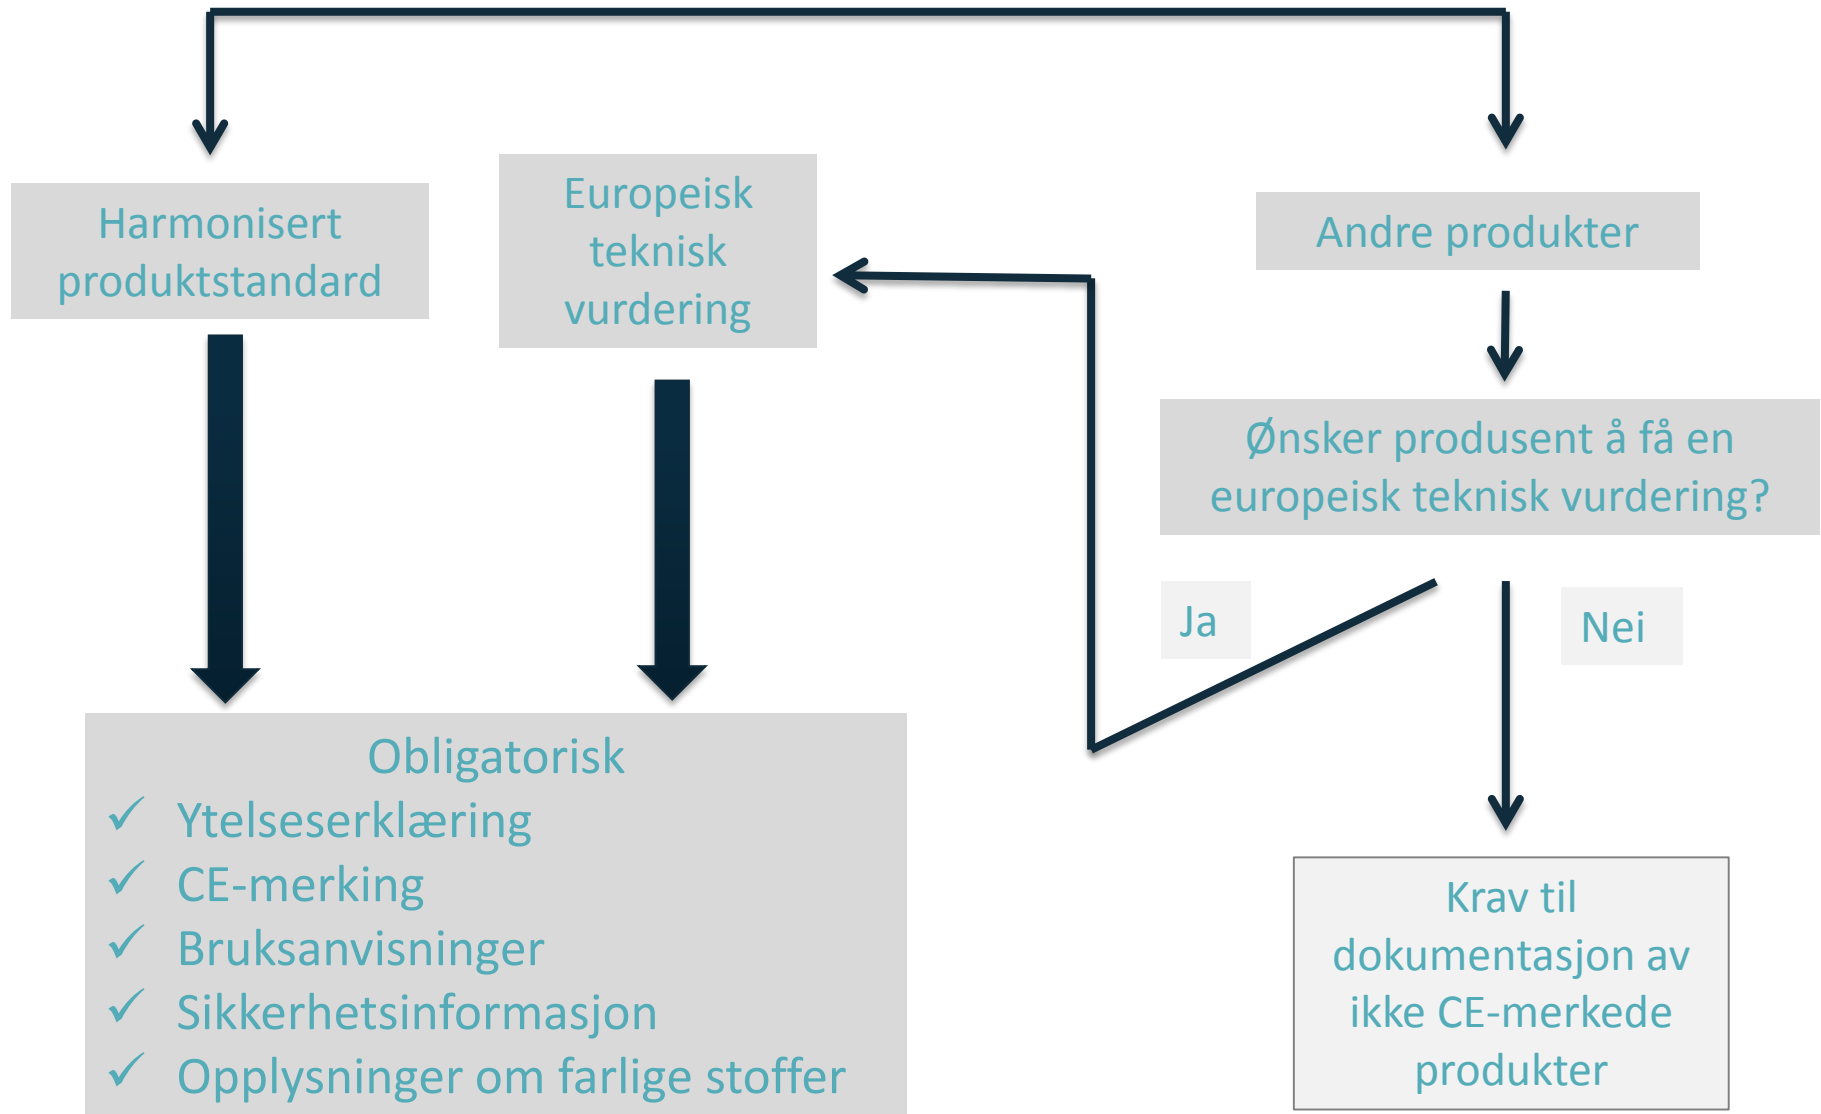 Harmonisert
produktstandard
Europeisk
teknisk
vurdering
Andre produkter
Ønsker produsent å få en
europeisk teknisk vurdering?
Ja
Nei
Obligatorisk
✓ Ytelseserklæring
✓ CE-merking
✓ Bruksanvisninger
✓ Sikkerhetsinformasjon
✓ Opplysninger om farlige stoffer
Krav til
dokumentasjon av
ikke CE-merkede
produkter